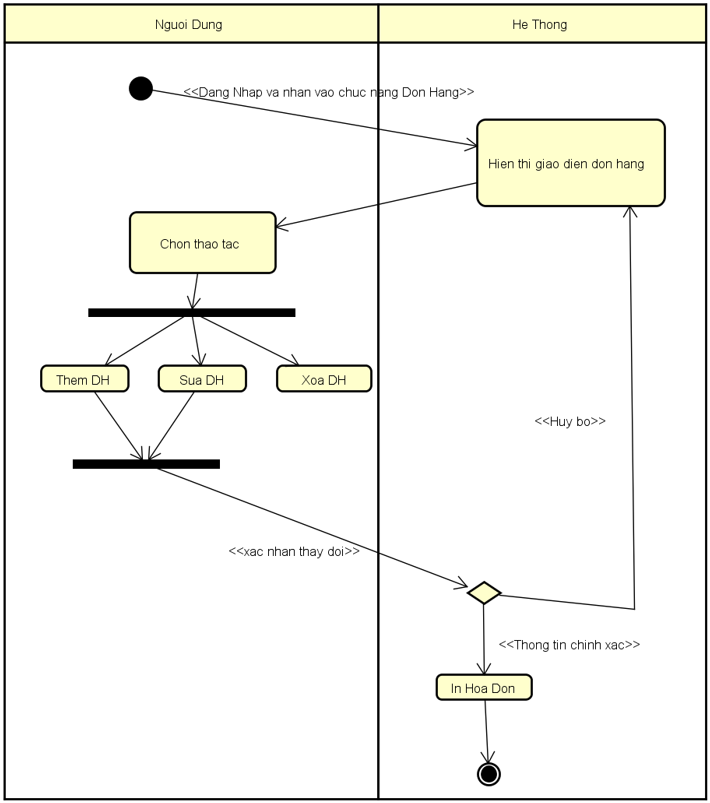 Nguoi Dung
He Thong
<<Dang Nhap va nhan vao chuc nang Don Hang>>
Hien thi giao dien don hang
Chon thao tac
Them DH
Sua DH
Xoa DH
<<Huy bo>>
<<xac nhan thay doi>>
<<Thong tin chinh xac>>
In Hoa Don